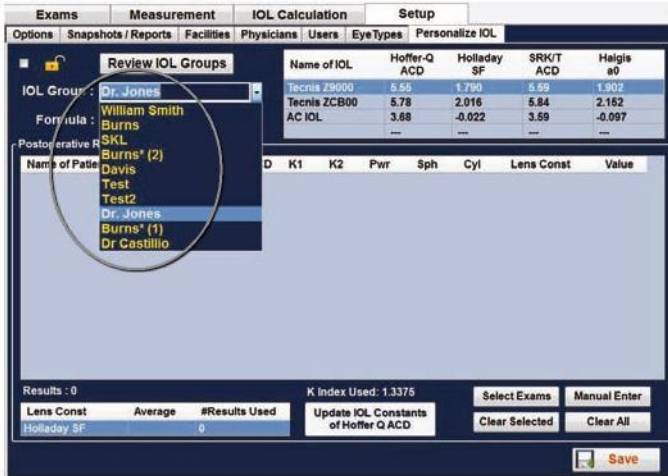 Exams Measurement IOL Calculation Setup
Options Snapshots / Reports Facilities Physicians Users Eye Types Personalize IOL
Review IOL Groups
IOL Group : Dr. Jones
William Smith
Burns
SKL
Burns* (2)
Davis
Test
Test2
Dr. Jones
Burns* (1)
Dr Castillio
Formula :
Name of IOL Hoffer-Q ACD Holladay SF SRK/T ACD Haigis a0
Tecnis Z9000 5.55 1.790 5.59 1.902
Tecnis ZCB00 5.78 2.016 5.84 2.152
AC IOL 3.68 -0.022 3.59 -0.097
--- --- --- ---
Postoperative R
Name of Patie D K1 K2 Pwr Sph Cyl Lens Const Value
Results : 0 K Index Used: 1.3375
Lens Const Average #Results Used
Holladay SF 0
Update IOL Constants
of Hoffer Q ACD
Select Exams Manual Enter
Clear Selected Clear All
Save